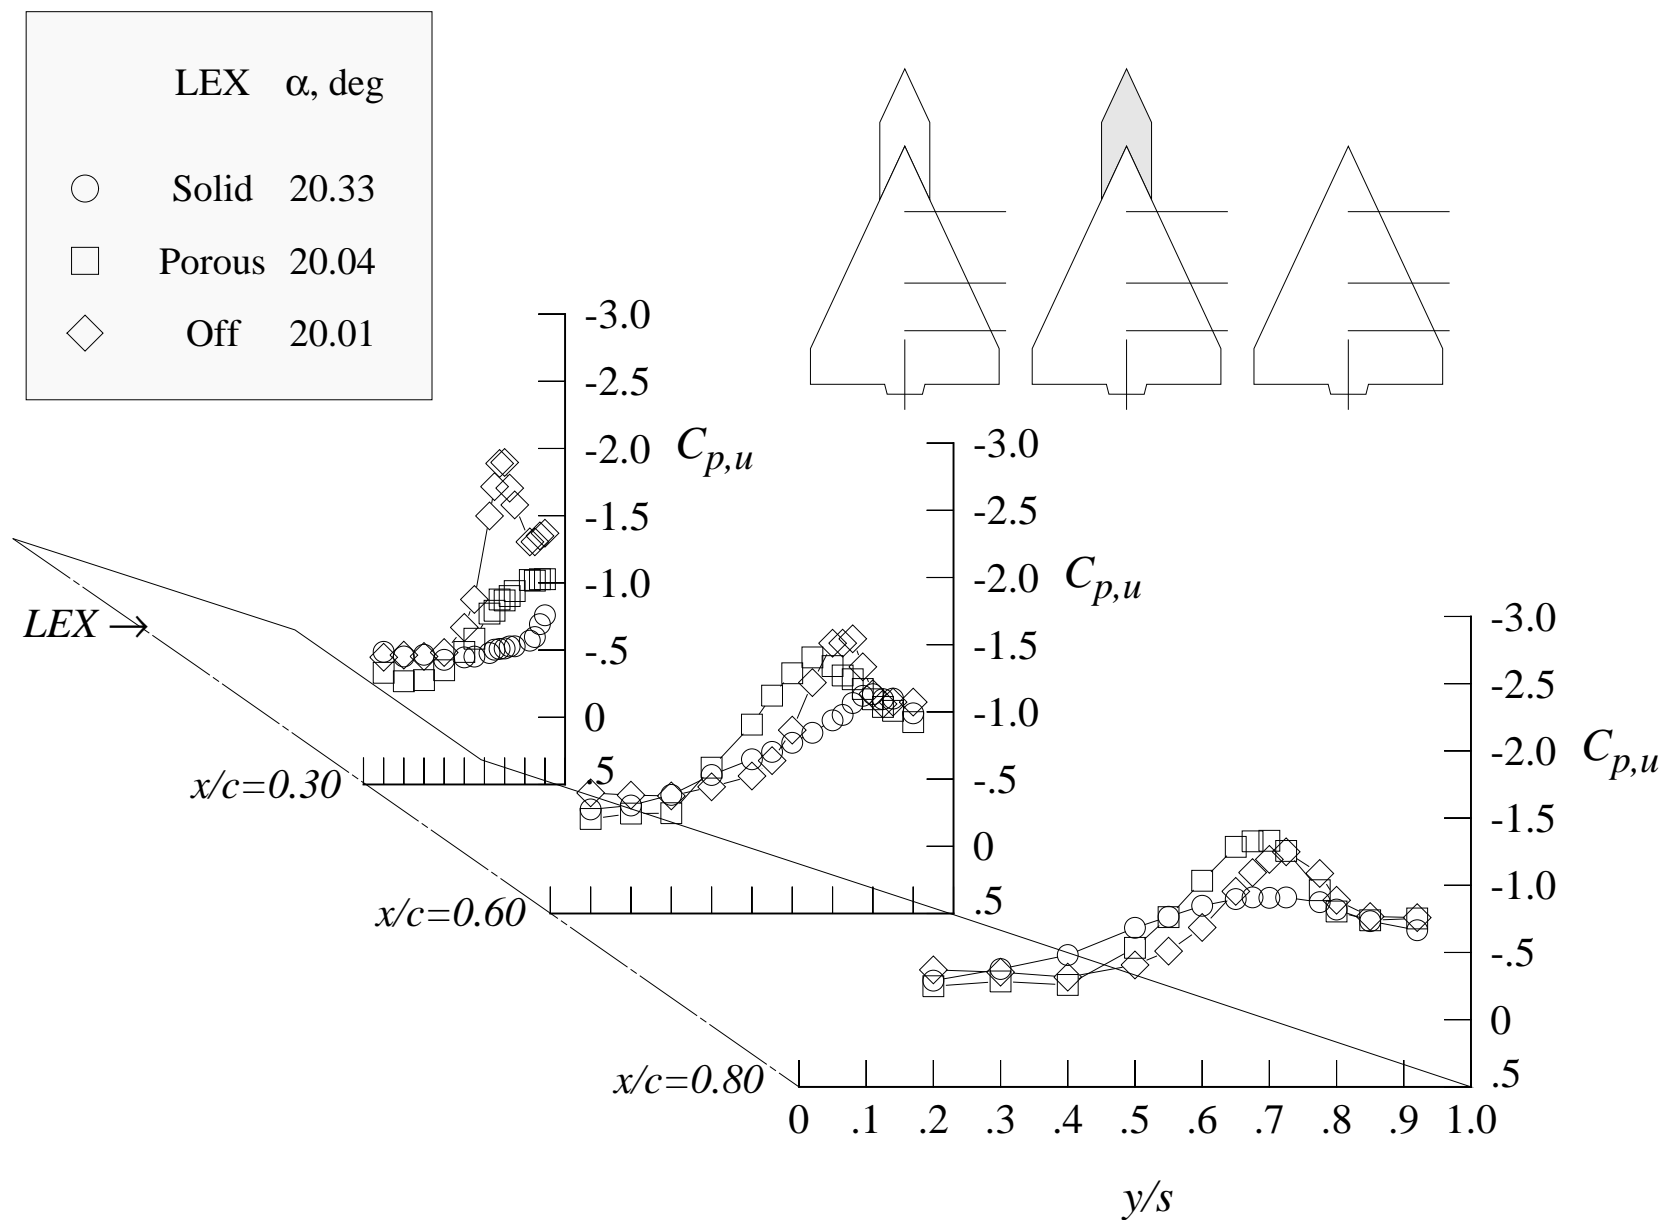 LEX α, deg
Solid 20.33
Porous 20.04
Off 20.01
-3.0
-2.5
-2.0
-1.5
-1.0
-.5
0
.5
Cp,u
LEX →
x/c=0.30
-3.0
-2.5
-2.0
-1.5
-1.0
-.5
0
.5
Cp,u
x/c=0.60
-3.0
-2.5
-2.0
-1.5
-1.0
-.5
0
.5
Cp,u
x/c=0.80
0 .1 .2 .3 .4 .5 .6 .7 .8 .9 1.0
y/s